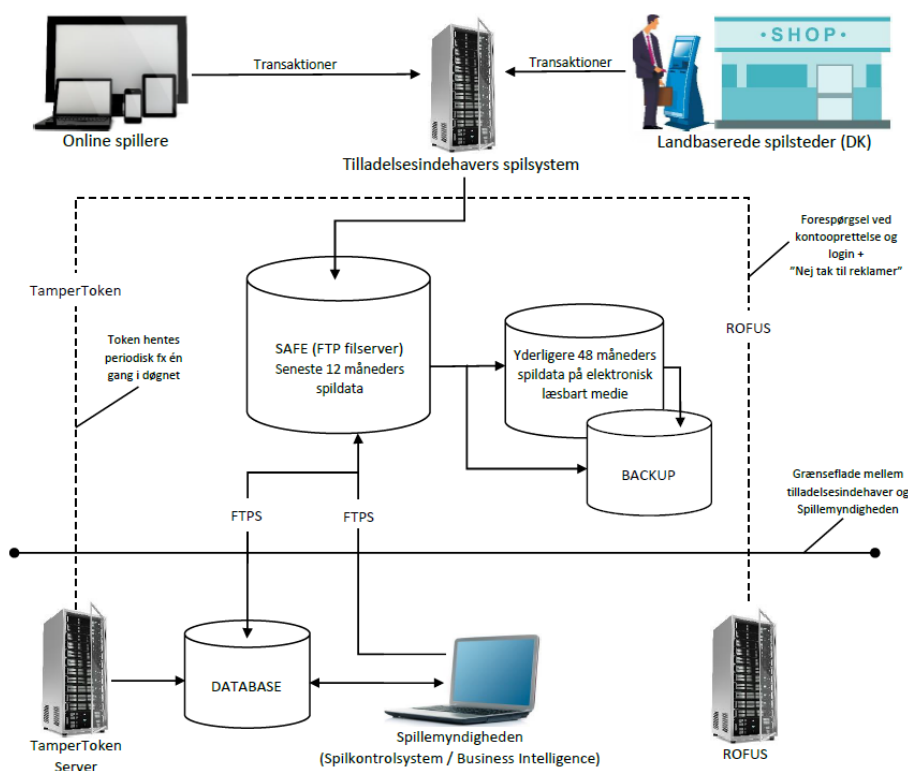 ·SHOP·
Transaktioner
Transaktioner
Online spillere
Landbaserede spilsteder (DK)
Tilladelsesindehavers spilsystem
Forespørgsel ved
kontooprettelse og
login +
"Nej tak til reklamer"
TamperToken
ROFUS
Token hentes
periodisk fx én
gang i døgnet
SAFE (FTP filserver)
Seneste 12 måneders
spildata
Yderligere 48 måneders
spildata på elektronisk
læsbart medie
BACKUP
Grænseflade mellem
tilladelsesindehaver og
Spillemyndigheden
FTPS
FTPS
DATABASE
TamperToken
Server
Spillemyndigheden
(Spilkontrolsystem / Business Intelligence)
ROFUS